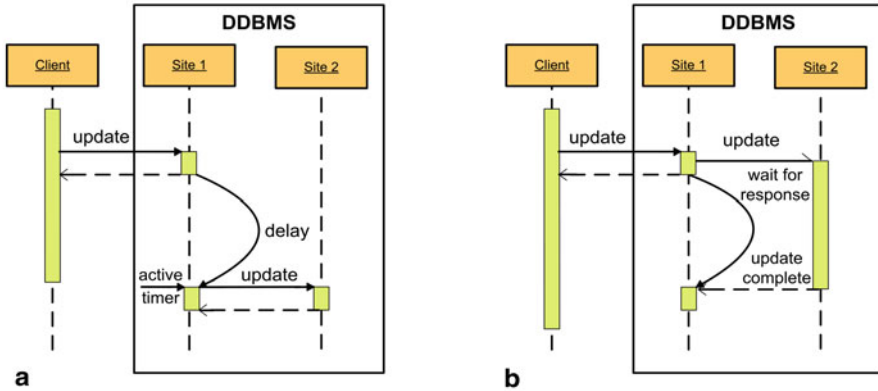 DDBMS
Client
Site 1
Site 2
update
delay
active
timer
update
a
DDBMS
Client
Site 1
Site 2
update
update
wait for
response
update
complete
b